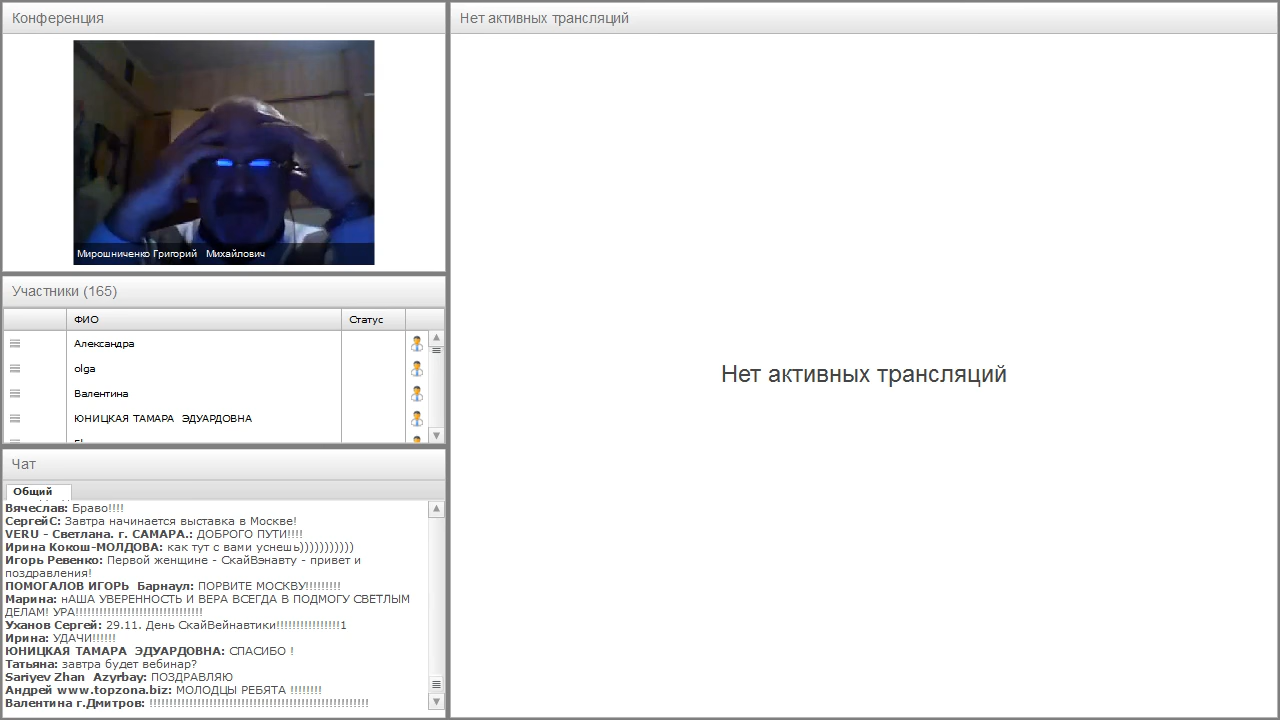 Конференция
Мирошниченко Григорий Михайлович
Участники (165)
ФИО Статус
Александра
olga
Валентина
ЮНИЦКАЯ ТАМАРА ЭДУАРДОВНА
Чат
Общий
Вячеслав: Браво!!!!
СергейС: Завтра начинается выставка в Москве!
VERU - Светлана. г. САМАРА.: ДОБРОГО ПУТИ!!!!
Ирина Кокош-МОЛДОВА: как тут с вами уснешь)))))))))))
Игорь Ревенко: Первой женщине - СкайВэнавту - привет и
поздравления!
ПОМОГАЛОВ ИГОРЬ Барнаул: ПОРВИТЕ МОСКВУ!!!!!!!!!
Марина: нАША УВЕРЕННОСТЬ И ВЕРА ВСЕГДА В ПОДМОГУ СВЕТЛЫМ
ДЕЛАМ! УРА!!!!!!!!!!!!!!!!!!!!!!!!!!!!!!!!
Уханов Сергей: 29.11. День СкайВейнавтики!!!!!!!!!!!!!!!!1
Ирина: УДАЧИ!!!!!!
ЮНИЦКАЯ ТАМАРА ЭДУАРДОВНА: СПАСИБО !
Татьяна: завтра будет вебинар?
Sariyev Zhan Azyrbay: ПОЗДРАВЛЯЮ
Андрей www.topzona.biz: МОЛОДЦЫ РЕБЯТА !!!!!!!!
Валентина г.Дмитров: !!!!!!!!!!!!!!!!!!!!!!!!!!!!!!!!!!!!!!!!!!!!!!!!!!!!!!!
Нет активных трансляций
Нет активных трансляций